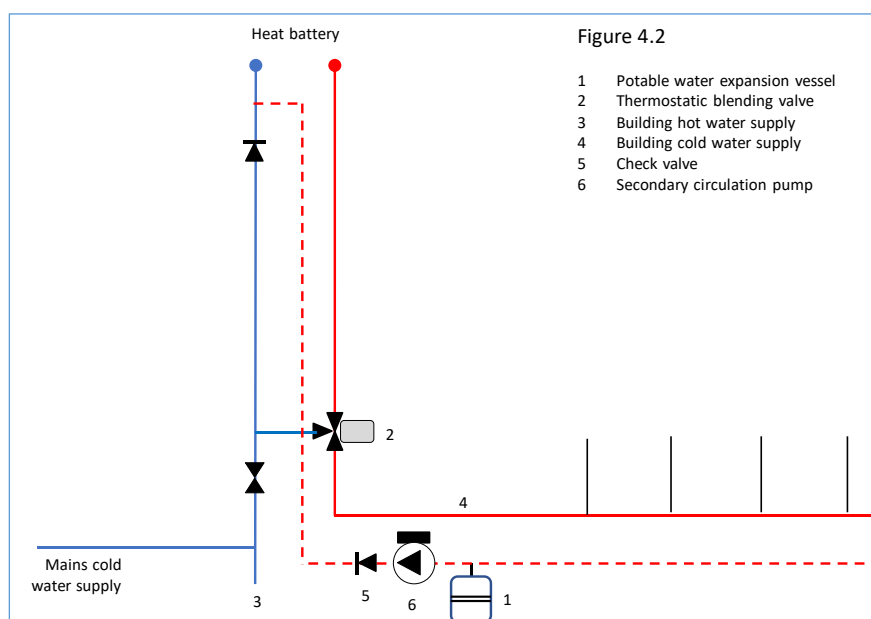 Heat battery
Figure 4.2
1 Potable water expansion vessel
2 Thermostatic blending valve
3 Building hot water supply
4 Building cold water supply
5 Check valve
6 Secondary circulation pump
2
4
Mains cold
water supply
3
5
6
1